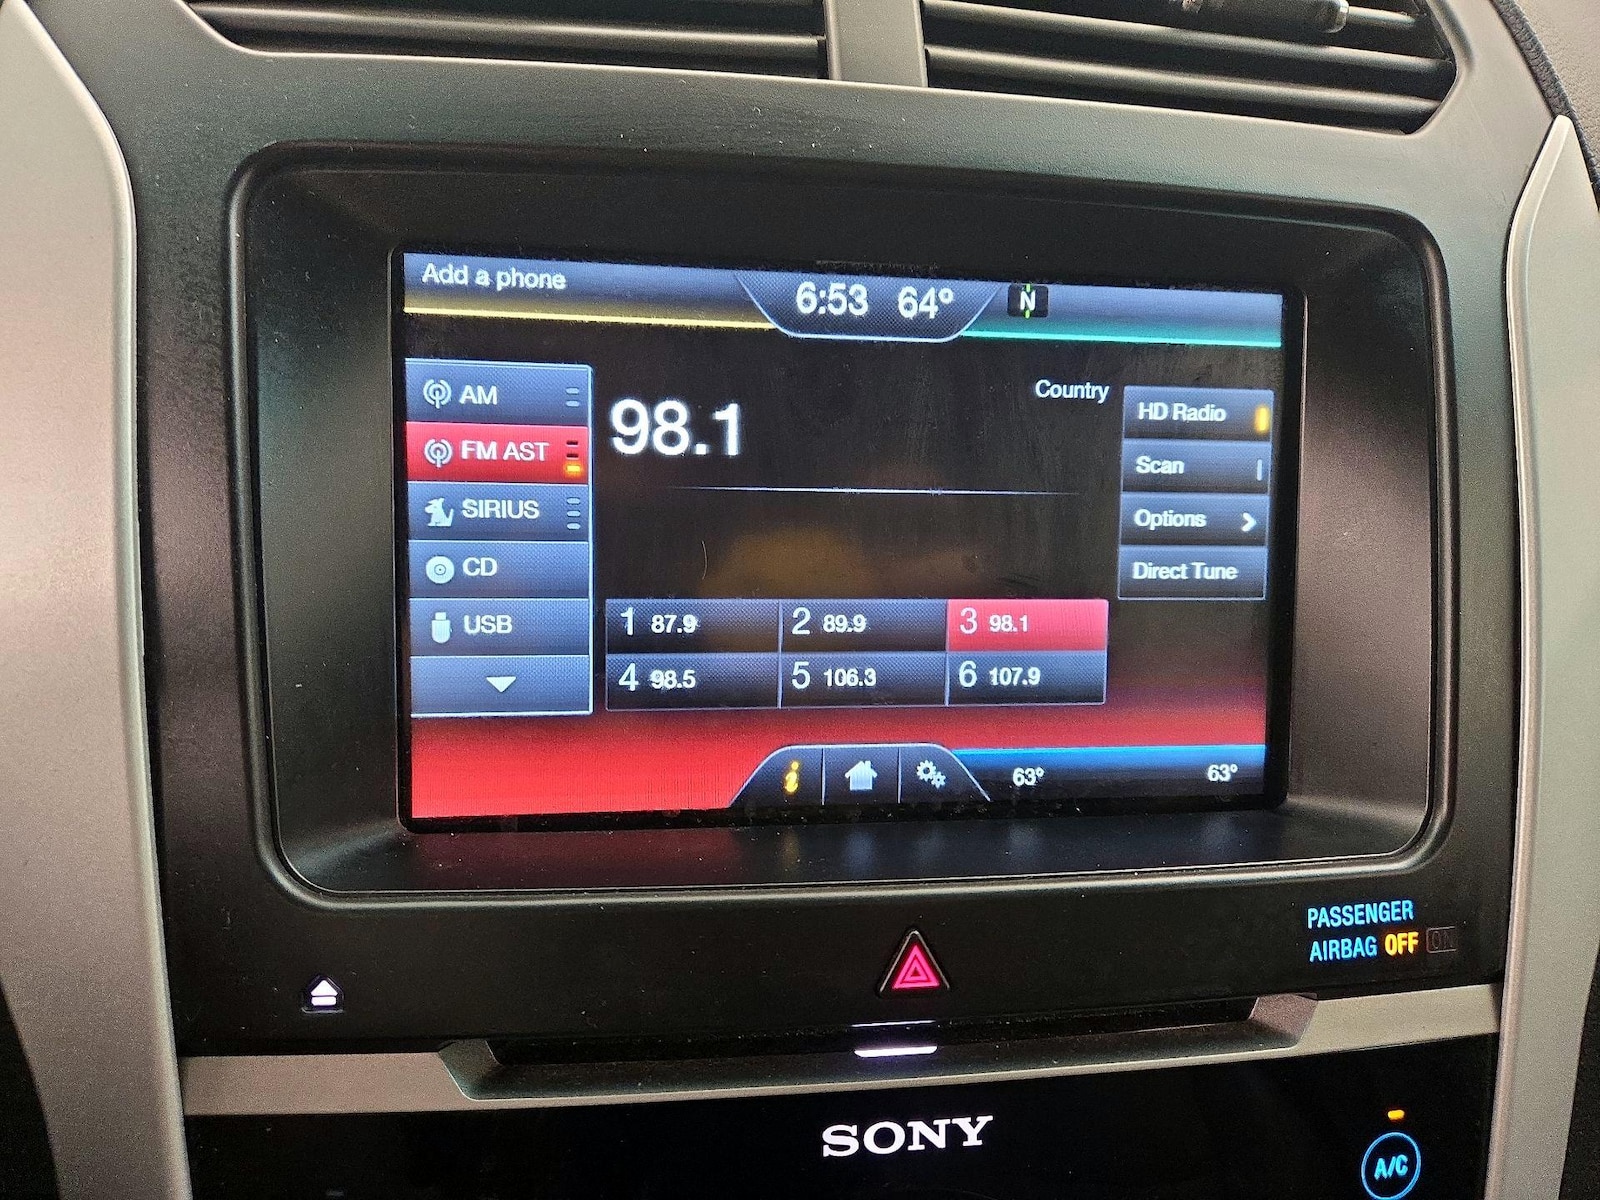 Add a phone
6:53 64°
N
AM
FM AST
SIRIUS
CD
USB
98.1
Country
HD Radio
Scan
Options
Direct Tune
1 87.9
2 89.9
3 98.1
4 98.5
5 106.3
6 107.9
i
63°
63°
PASSENGER
AIRBAG OFF ON
SONY
A/C